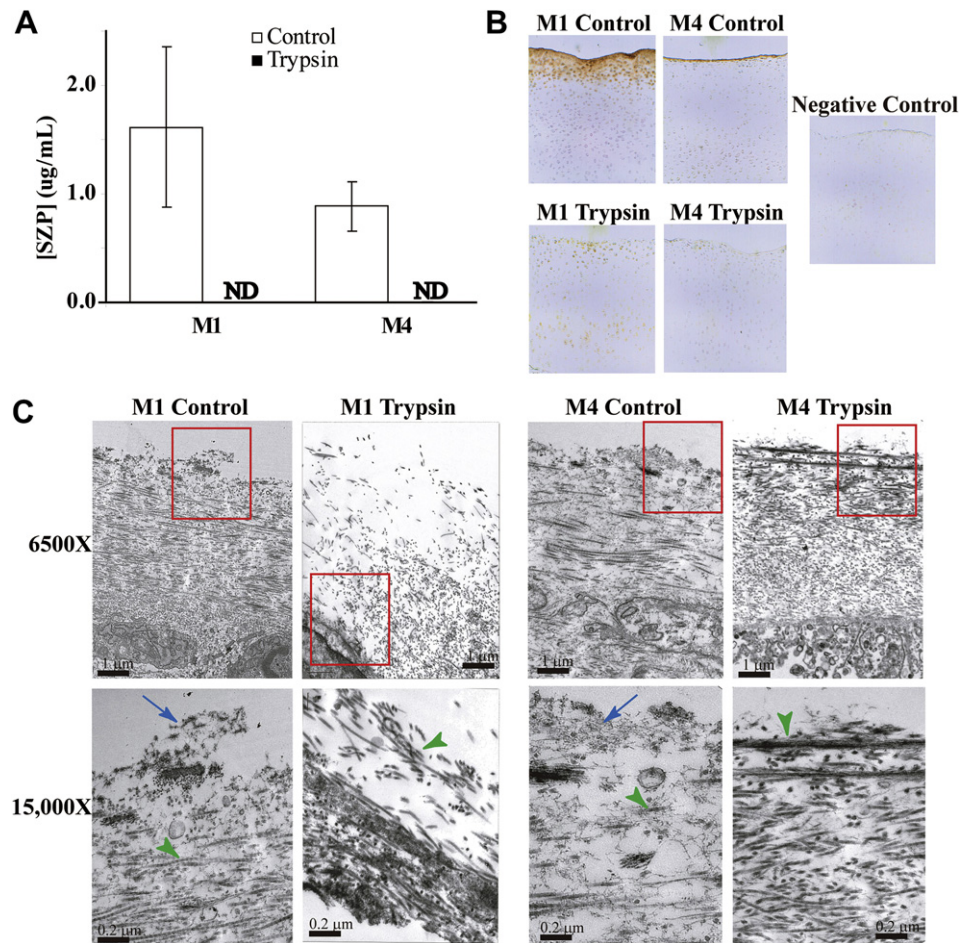 A
[SZP] (ug/mL)
2.0
1.0
0.0
Control
Trypsin
ND
ND
M1
M4
B
M1 Control
M4 Control
Negative Control
M1 Trypsin
M4 Trypsin
C
M1 Control
M1 Trypsin
M4 Control
M4 Trypsin
6500X
1 μm
1 μm
1 μm
1 μm
15,000X
0.2 μm
0.2 μm
0.2 μm
0.2 μm